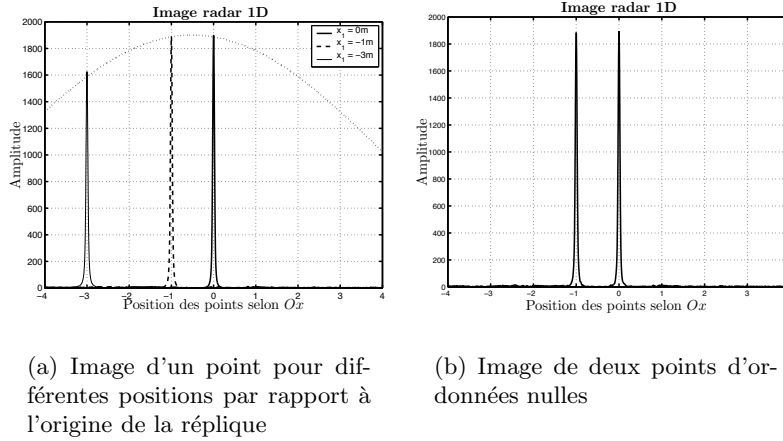 Image radar 1D
x1 = 0m
x1 = −1m
x1 = −3m
Amplitude
2000
1800
1600
1400
1200
1000
800
600
400
200
0
−4 −3 −2 −1 0 1 2 3 4
Position des points selon Ox
Image radar 1D
Amplitude
2000
1800
1600
1400
1200
1000
800
600
400
200
0
−4 −3 −2 −1 0 1 2 3
Position des points selon Ox
(a) Image d'un point pour dif-
férentes positions par rapport à
l'origine de la réplique
(b) Image de deux points d'or-
données nulles